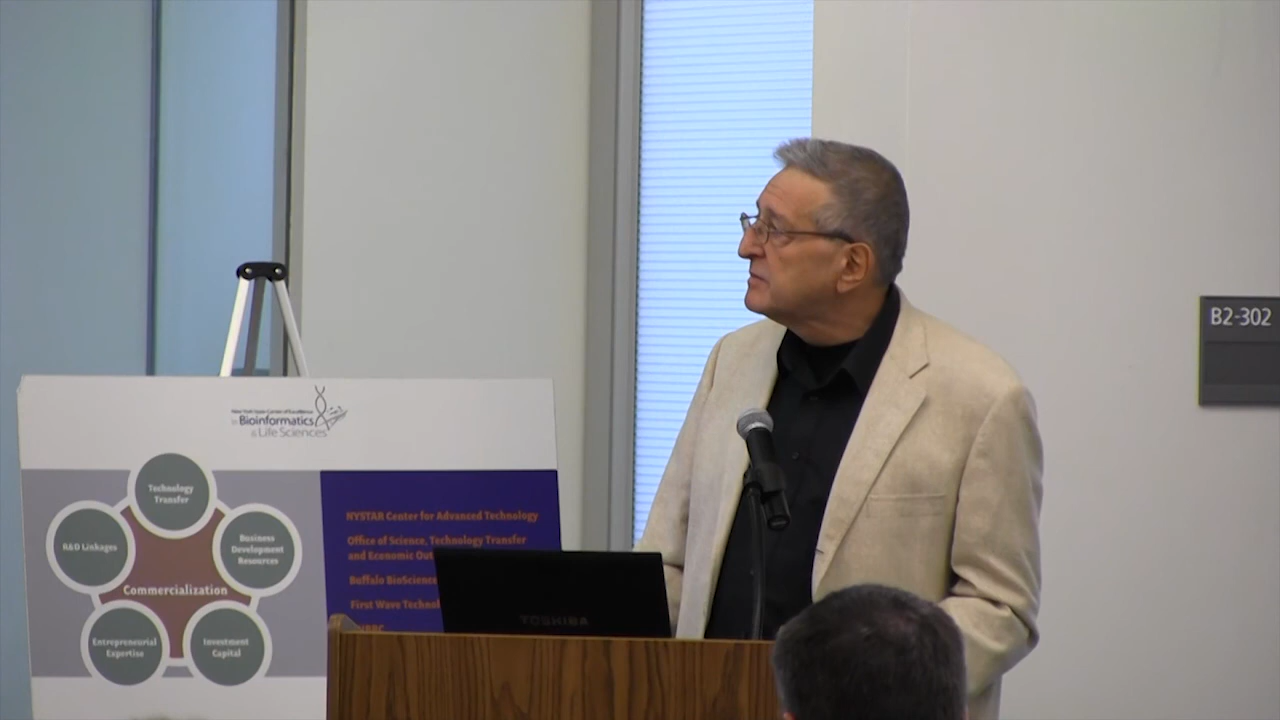 New York State Center of Excellence
in Bioinformatics
& Life Sciences
Technology
Transfer
R&D Linkages
Business
Development
Resources
Commercialization
Entrepreneurial
Expertise
Investment
Capital
NYSTAR Center for Advanced Technology
Office of Science, Technology Transfer
and Economic Out
Buffalo BioScience
First Wave Technol
TOSHIBA
B2-302